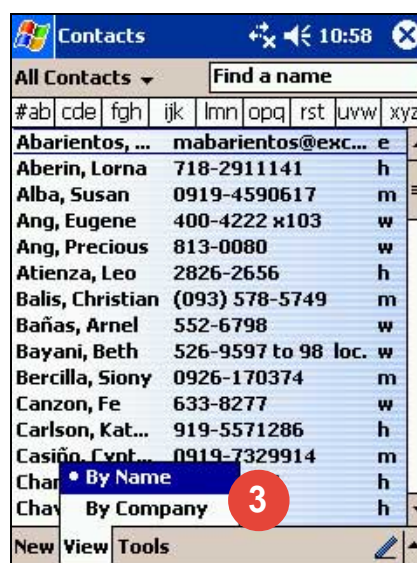 Contacts 10:58
All Contacts Find a name
#ab cde fgh ijk lmn opq rst uvw xyz
Abarientos, ... mabarientos@exc... e
Aberin, Lorna 718-2911141 h
Alba, Susan 0919-4590617 m
Ang, Eugene 400-4222 x103 w
Ang, Precious 813-0080 w
Atienza, Leo 2826-2656 h
Balis, Christian (093) 578-5749 m
Bañas, Arnel 552-6798 w
Bayani, Beth 526-9597 to 98 loc. w
Bercilla, Siony 0926-170374 m
Canzon, Fe 633-8277 w
Carlson, Kat... 919-5571286 h
Casiño, Cynt... 0919-7329914 m
Char h
• By Name
Chav h
By Company 3
New View Tools